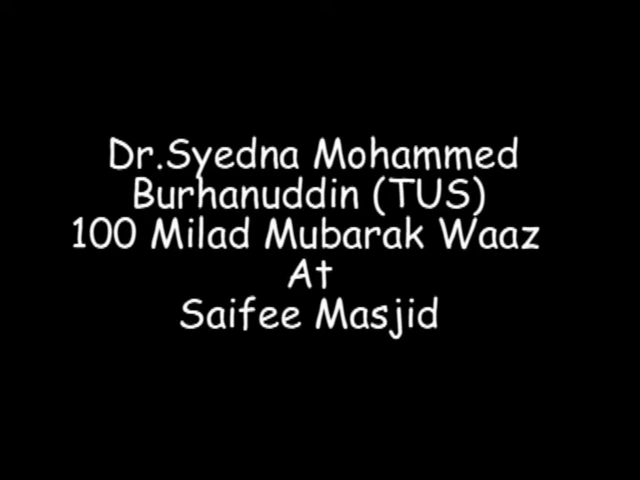 Dr.Syedna Mohammed
Burhanuddin (TUS)
100 Milad Mubarak Waaz
At
Saifee Masjid